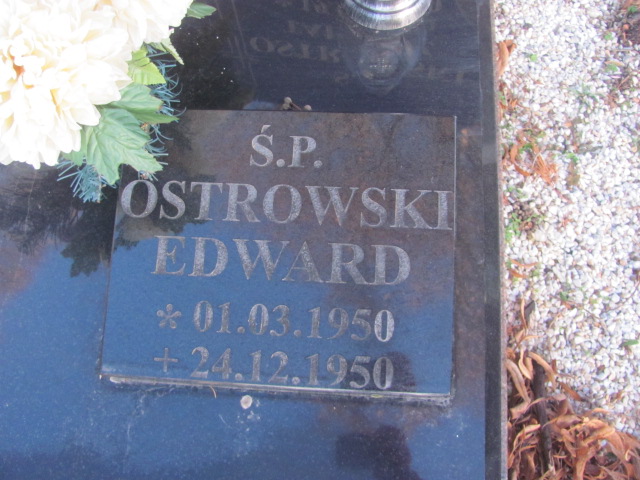 Ś.P.
OSTROWSKI
EDWARD
* 01.03.1950
+ 24.12.1950